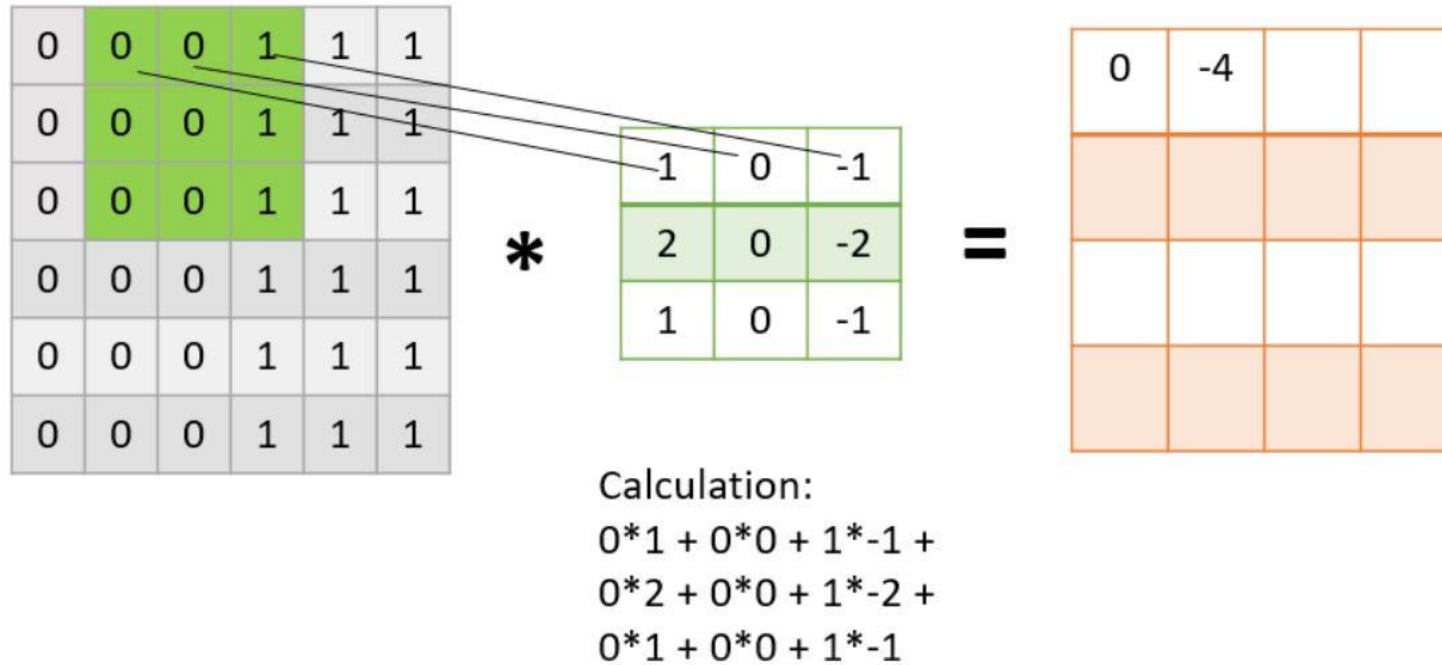 0 0 0 1 1 1
0 0 0 1 1 1
0 0 0 1 1 1
0 0 0 1 1 1
0 0 0 1 1 1
0 0 0 1 1 1
*
1 0 -1
2 0 -2
1 0 -1
=
0 -4
Calculation:
0*1 + 0*0 + 1*-1 +
0*2 + 0*0 + 1*-2 +
0*1 + 0*0 + 1*-1